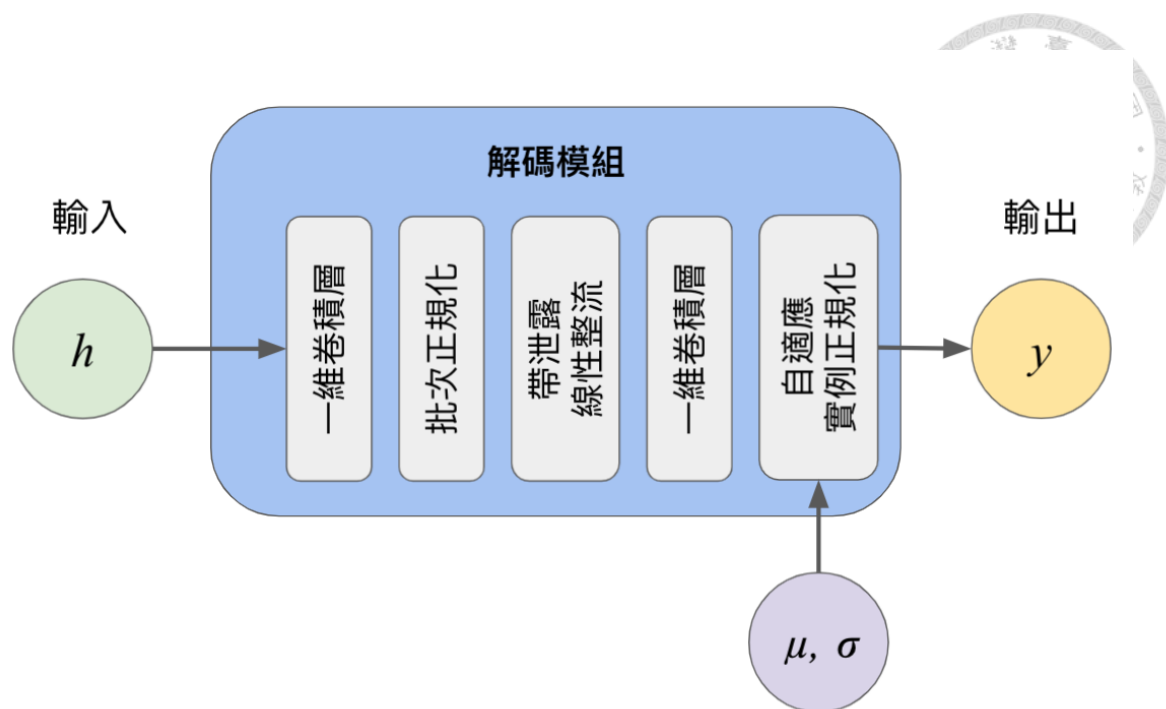 解碼模組
輸入
輸出
h
一維卷積層
批次正規化
帶泄露
線性整流
一維卷積層
自適應
實例正規化
y
μ, σ